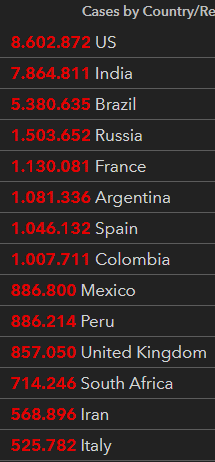 Cases by Country/Re
8.602.872 US
7.864.811 India
5.380.635 Brazil
1.503.652 Russia
1.130.081 France
1.081.336 Argentina
1.046.132 Spain
1.007.711 Colombia
886.800 Mexico
886.214 Peru
857.050 United Kingdom
714.246 South Africa
568.896 Iran
525.782 Italy